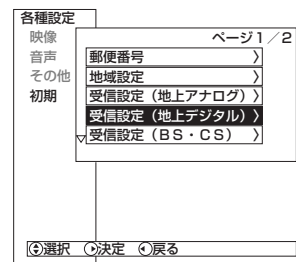 各種設定
映像
音声
その他
初期
ページ1／2
郵便番号 〉
地域設定 〉
受信設定（地上アナログ）〉
受信設定（地上デジタル）〉
受信設定（ＢＳ・ＣＳ） 〉
選択 決定 戻る